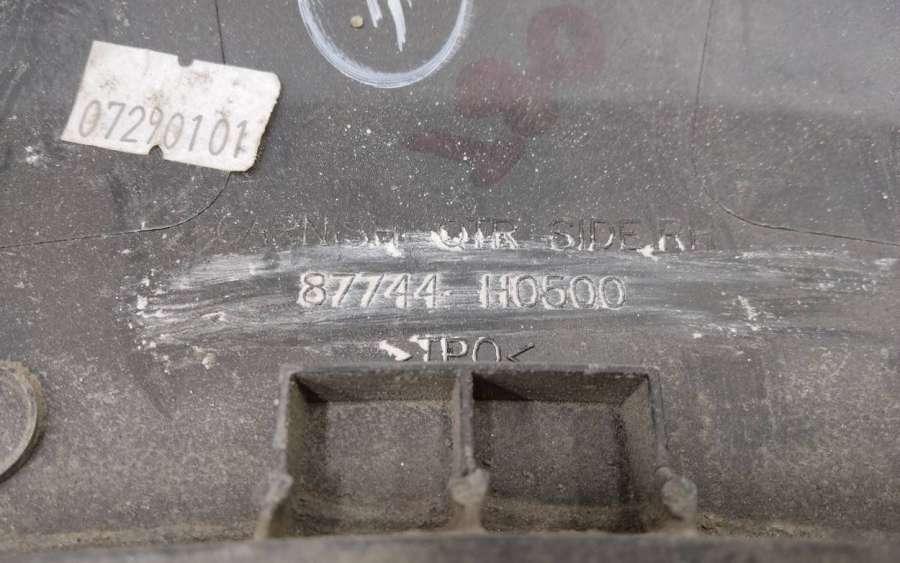 07290101
GARNISH QTR SIDE RH
87744-H0500
>TPO<